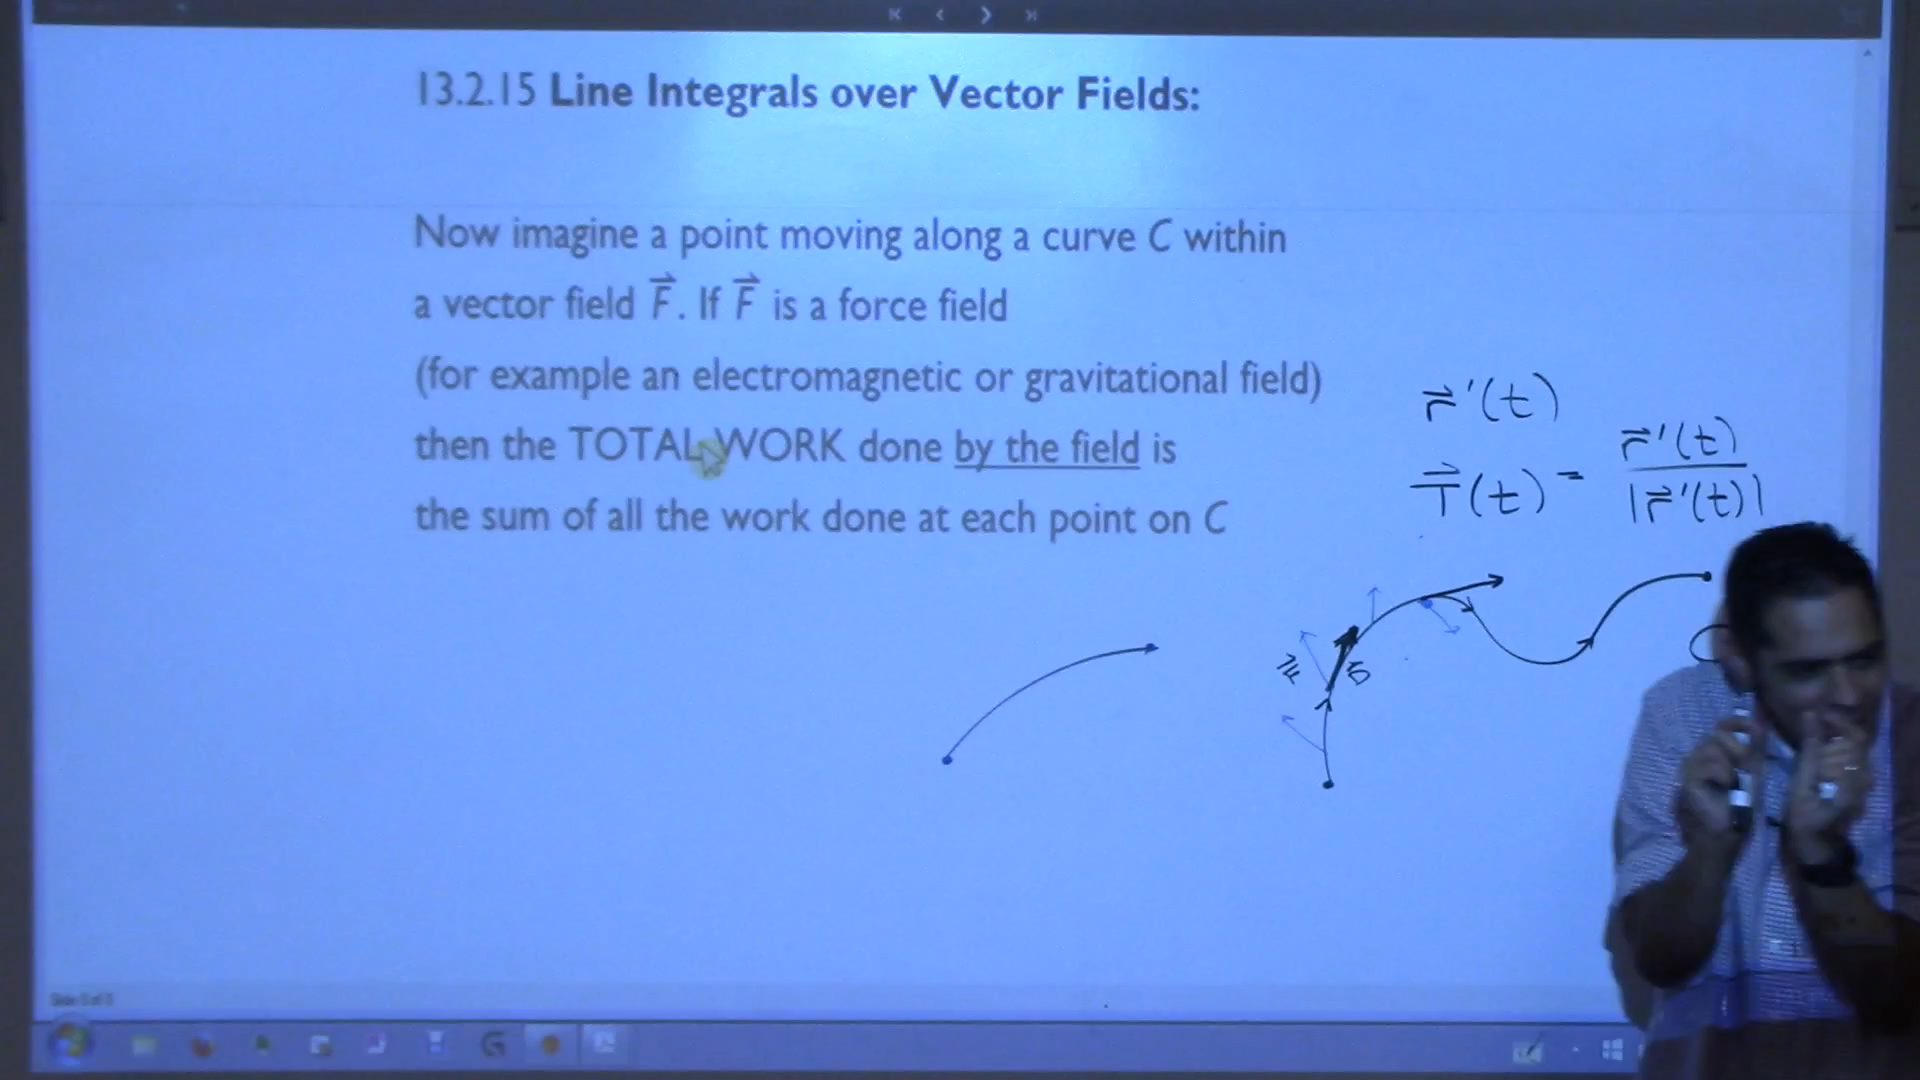 13.2.15 Line Integrals over Vector Fields:
Now imagine a point moving along a curve C within
a vector field F⃗. If F⃗ is a force field
(for example an electromagnetic or gravitational field)
then the TOTAL WORK done by the field is
the sum of all the work done at each point on C
r⃗'(t)
T⃗(t) = r⃗'(t) / |r⃗'(t)|
F⃗
D⃗